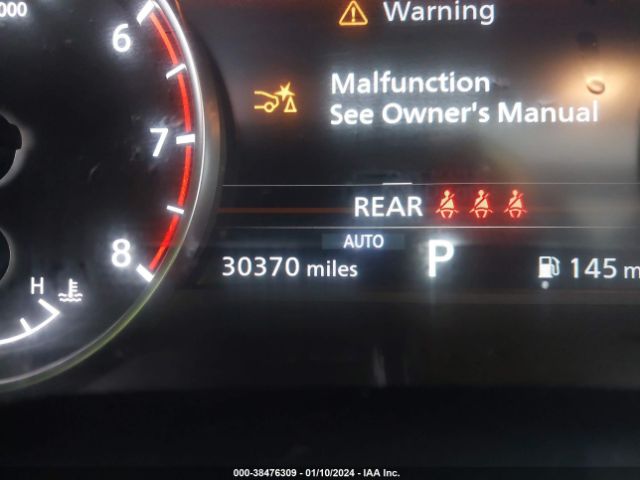 000
Warning
6
Malfunction
See Owner's Manual
7
REAR
AUTO
8
30370 miles
P
145 m
H
000-38476309 - 01/10/2024 - IAA Inc.